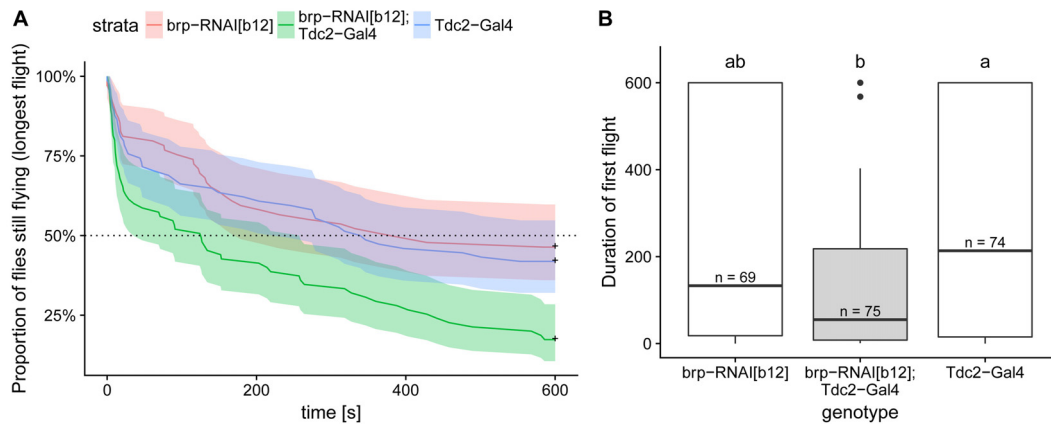 A
strata brp−RNAI[b12] brp−RNAI[b12]; Tdc2−Gal4
Tdc2−Gal4
Proportion of flies still flying (longest flight)
100%
75%
50%
25%
0 200 400 600
time [s]
B
Duration of first flight
600
400
200
0
ab b a
n = 69
n = 75
n = 74
brp−RNAI[b12] brp−RNAI[b12]; Tdc2−Gal4
Tdc2−Gal4
genotype